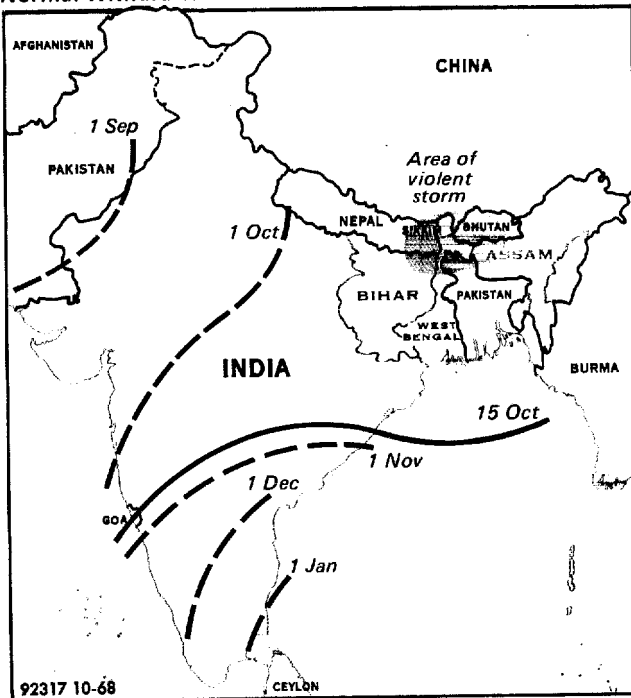 AFGHANISTAN
CHINA
1 Sep
PAKISTAN
Area of
violent
storm
1 Oct
NEPAL
SIKKIM
BHUTAN
ASSAM
BIHAR
PAKISTAN
WEST
BENGAL
INDIA
BURMA
15 Oct
1 Nov
1 Dec
GOA
1 Jan
92317 10-68
CEYLON